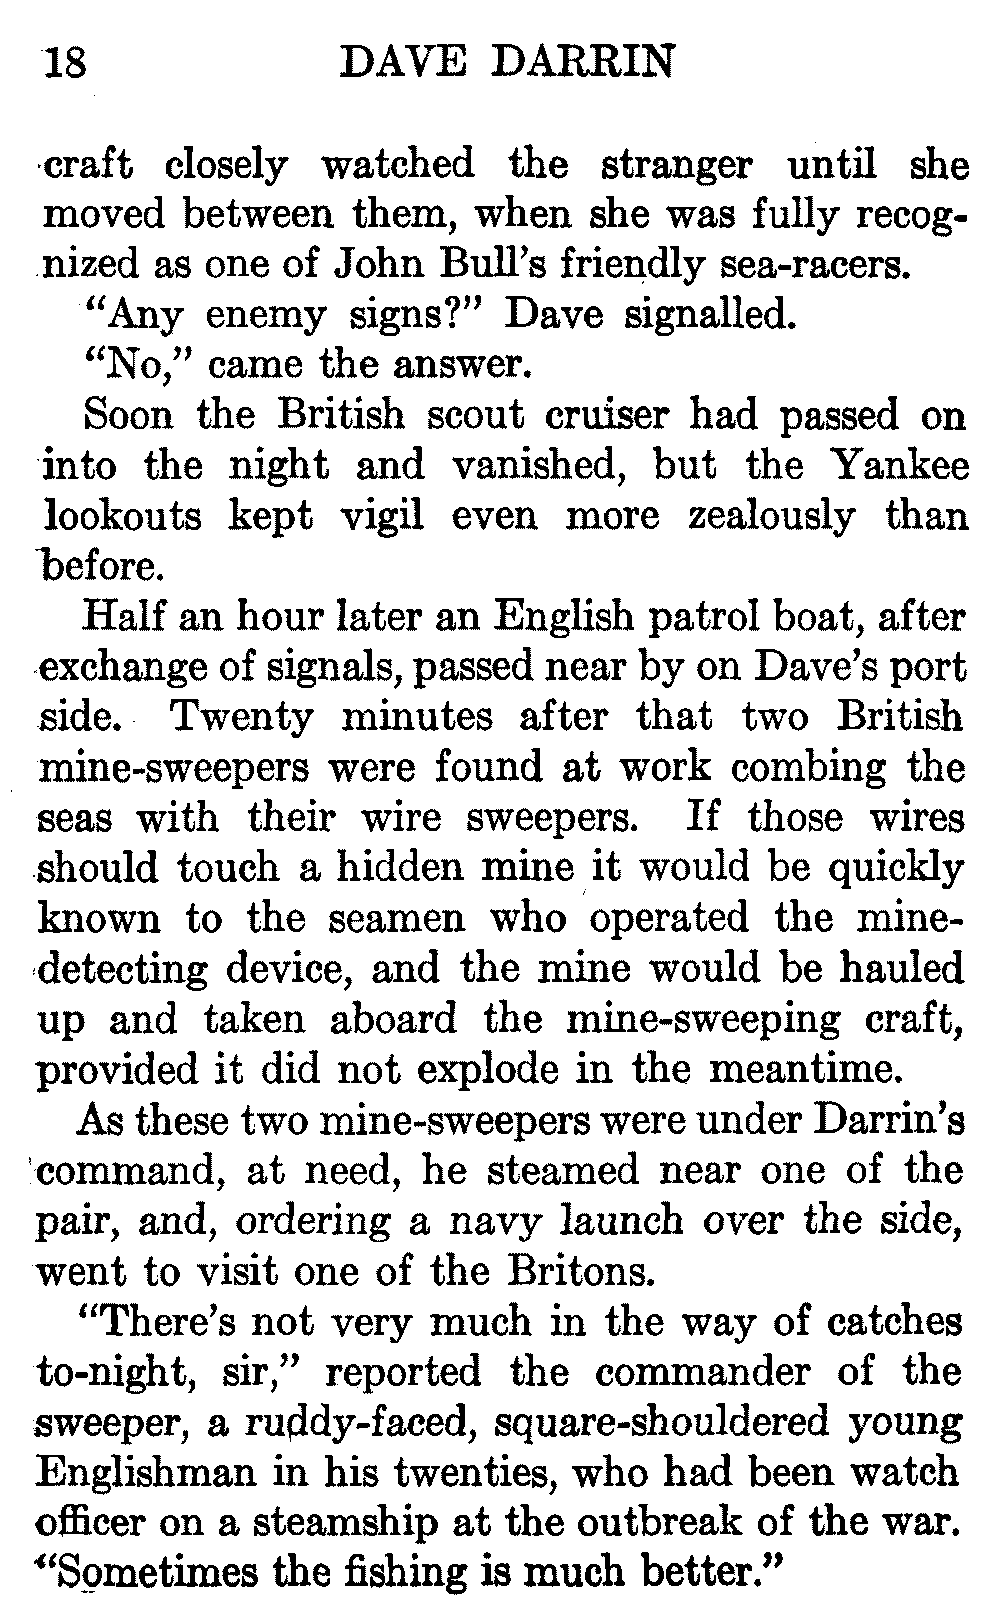 18 DAVE DARRIN
craft closely watched the stranger until she
moved between them, when she was fully recog-
nized as one of John Bull's friendly sea-racers.
"Any enemy signs?" Dave signalled.
"No," came the answer.
Soon the British scout cruiser had passed on
into the night and vanished, but the Yankee
lookouts kept vigil even more zealously than
before.
Half an hour later an English patrol boat, after
exchange of signals, passed near by on Dave's port
side. Twenty minutes after that two British
mine-sweepers were found at work combing the
seas with their wire sweepers. If those wires
should touch a hidden mine it would be quickly
known to the seamen who operated the mine-
detecting device, and the mine would be hauled
up and taken aboard the mine-sweeping craft,
provided it did not explode in the meantime.
As these two mine-sweepers were under Darrin's
command, at need, he steamed near one of the
pair, and, ordering a navy launch over the side,
went to visit one of the Britons.
"There's not very much in the way of catches
to-night, sir," reported the commander of the
sweeper, a ruddy-faced, square-shouldered young
Englishman in his twenties, who had been watch
officer on a steamship at the outbreak of the war.
"Sometimes the fishing is much better."